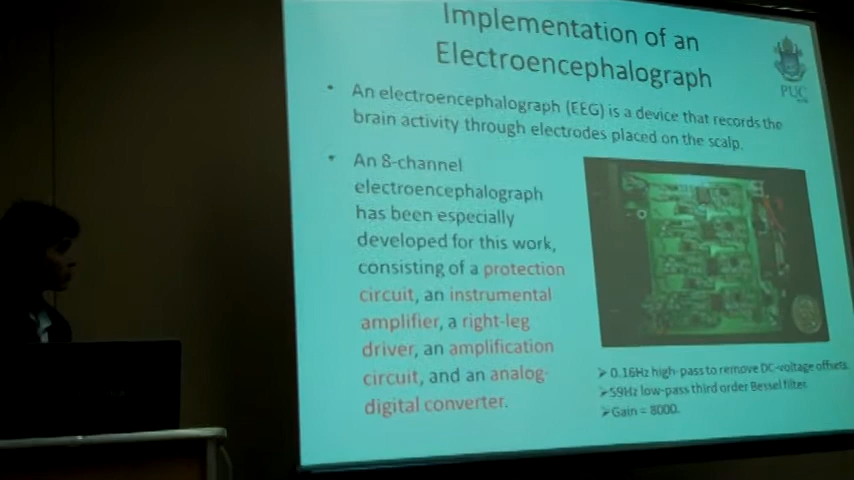 Implementation of an
Electroencephalograph
PUC
• An electroencephalograph (EEG) is a device that records the
brain activity through electrodes placed on the scalp.
• An 8-channel
electroencephalograph
has been especially
developed for this work,
consisting of a protection
circuit, an instrumental
amplifier, a right-leg
driver, an amplification
circuit, and an analog-
digital converter.
➢ 0.16Hz high-pass to remove DC-voltage offsets.
➢ 59Hz low-pass third order Bessel filter
➢ Gain = 8000.